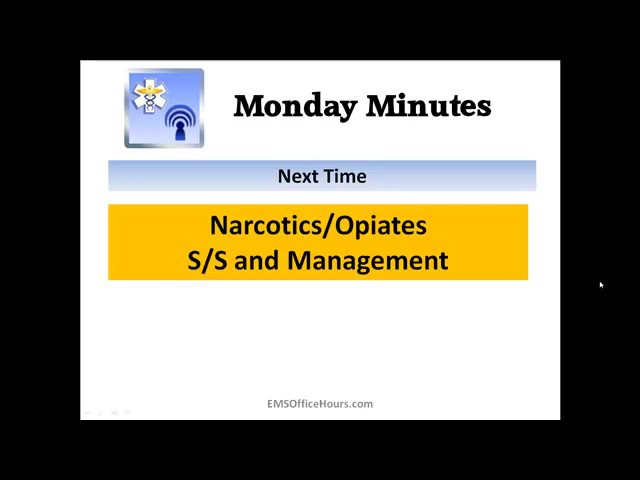 Monday Minutes
Next Time
Narcotics/Opiates
S/S and Management
EMSOfficeHours.com